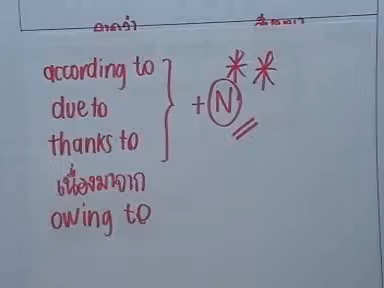 according to
due to
thanks to
เนื่องมาจาก
owing to
+ N